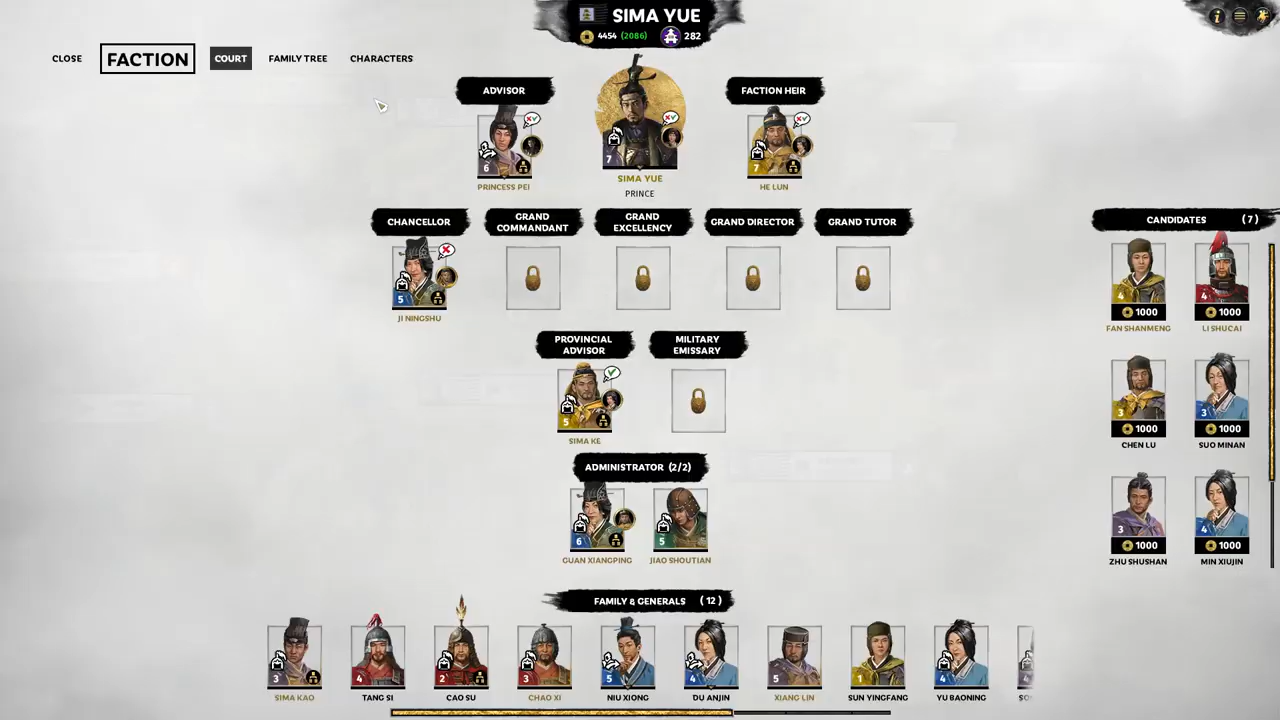 SIMA YUE
4454 (2086) 282
CLOSE FACTION COURT FAMILY TREE CHARACTERS
ADVISOR
6
PRINCESS PEI
7
SIMA YUE
PRINCE
FACTION HEIR
7
HE LUN
CHANCELLOR
5
JI NINGSHU
GRAND
COMMANDANT
GRAND
EXCELLENCY
GRAND DIRECTOR
GRAND TUTOR
PROVINCIAL
ADVISOR
5
SIMA KE
MILITARY
EMISSARY
ADMINISTRATOR (2/2)
6 5
GUAN XIANGPING JIAO SHOUTIAN
CANDIDATES (7)
4 4
1000 1000
FAN SHANMENG LI SHUCAI
3 3
1000 1000
CHEN LU SUO MINAN
3 4
1000 1000
ZHU SHUSHAN MIN XIUJIN
FAMILY & GENERALS (12)
3 4 2 3 5 4 5 1 4 4
SIMA KAO TANG SI CAO SU CHAO XI NIU XIONG DU ANJIN XIANG LIN SUN YINGFANG YU BAONING